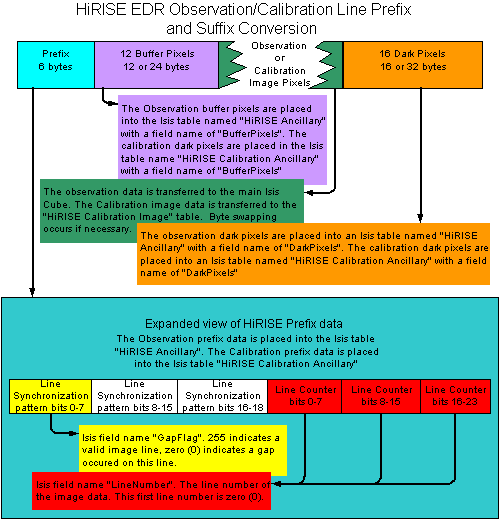 HiRISE EDR Observation/Calibration Line Prefix
and Suffix Conversion
Prefix
6 bytes
12 Buffer Pixels
12 or 24 bytes
Observation
or
Calibration
Image Pixels
16 Dark Pixels
16 or 32 bytes
The Observation buffer pixels are placed
into the Isis table named "HiRISE Ancillary"
with a field name of "BufferPixels". The
calibration dark pixels are placed in the Isis
table name "HiRISE Calibration Ancillary"
with a field name of "BufferPixels"
The observation data is transferred to the main Isis
Cube. The Calibration image data is transferred to the
"HiRISE Calibration Image" table. Byte swapping
occurs if necessary.
The observation dark pixels are placed into an Isis table named "HiRISE
Ancillary" with a field name of "DarkPixels". The calibration dark pixels are
placed into an Isis table named "HiRISE Calibration Ancillary" with a field
name of "DarkPixels"
Expanded view of HiRISE Prefix data
The Observation prefix data is placed into the Isis table
"HiRISE Ancillary". The Calibration prefix data is placed
into the Isis table "HiRISE Calibration Ancillary"
Line
Synchronization
pattern bits 0-7
Line
Synchronization
pattern bits 8-15
Line
Synchronization
pattern bits 16-18
Line Counter
bits 0-7
Line Counter
bits 8-15
Line Counter
bits 16-23
Isis field name "GapFlag". 255 indicates a
valid image line, zero (0) indicates a gap
occured on this line.
Isis field name "LineNumber". The line number of
the image data. This first line number is zero (0).